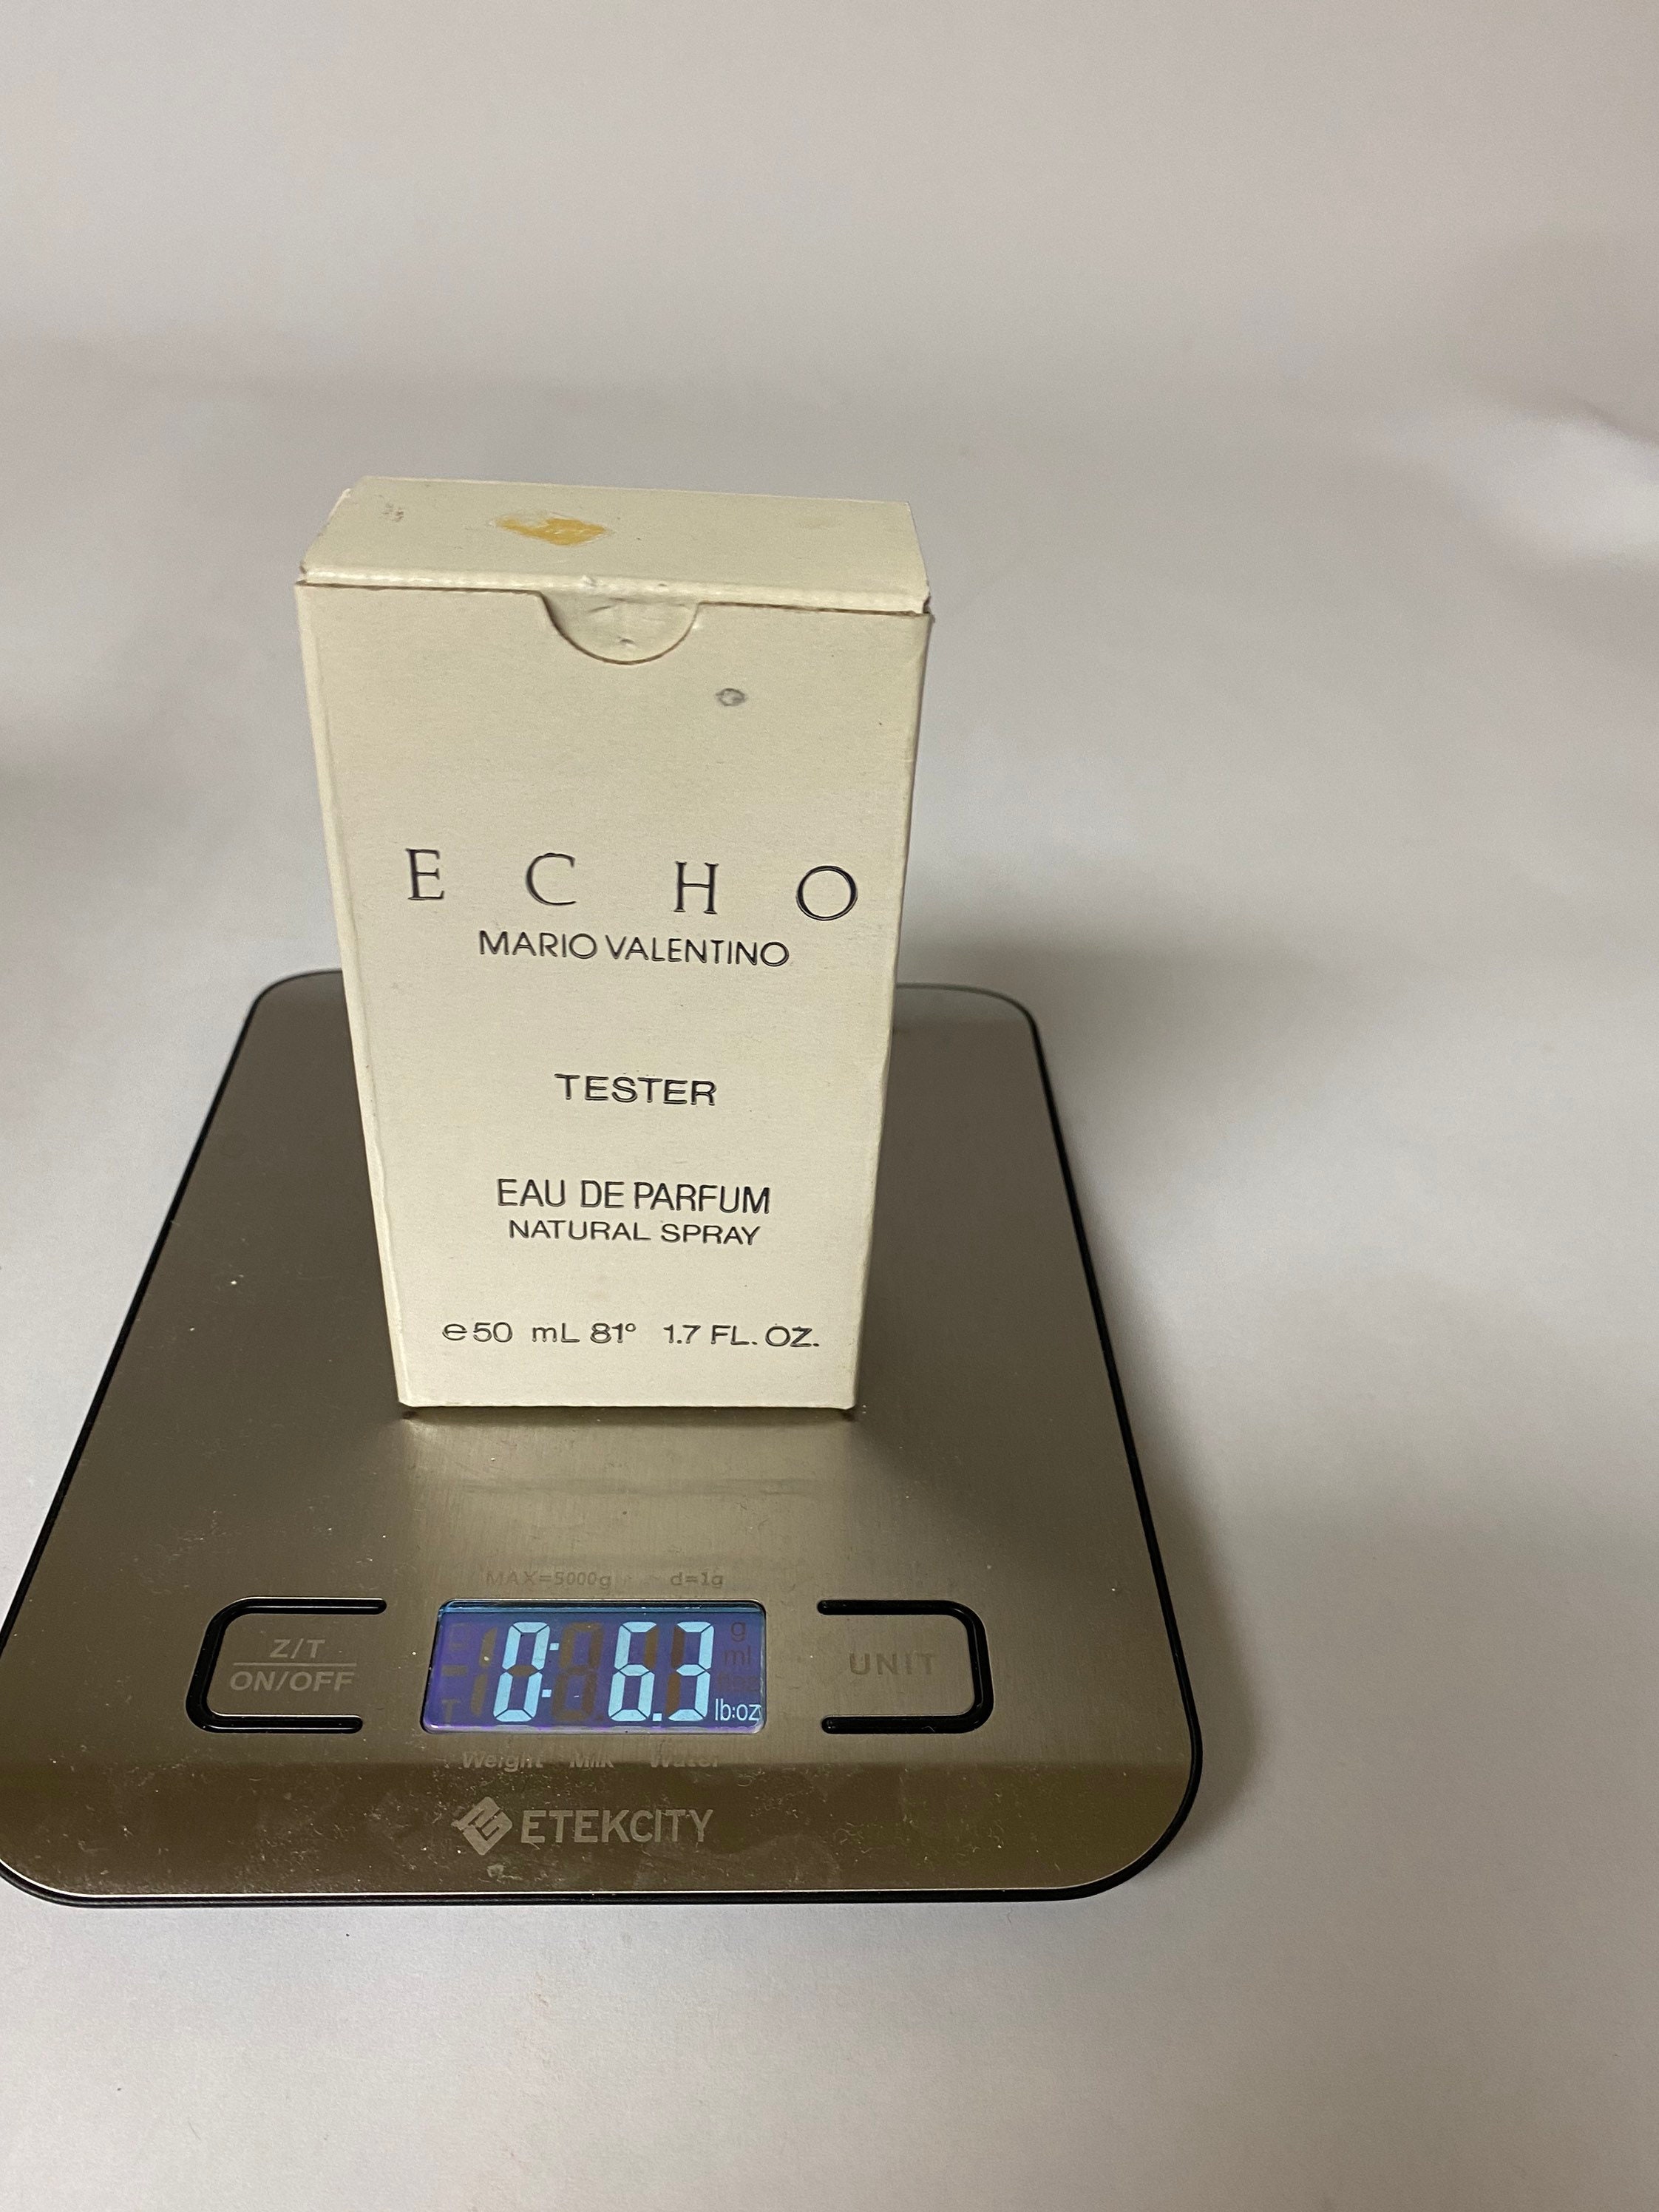 E C H O
MARIO VALENTINO
TESTER
EAU DE PARFUM
NATURAL SPRAY
e 50 mL 81° 1.7 FL. OZ.
MAX=5000g d=1g
Z/T
ON/OFF
0: 6.3
g
ml
lb:oz
UNIT
Weight Milk Water
ETEKCITY